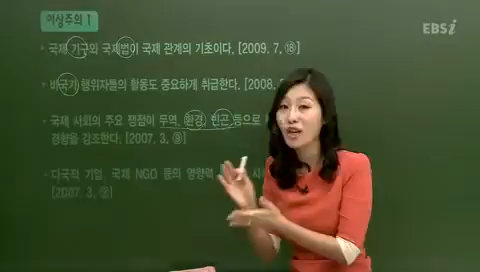 이상주의 1
EBSi
• 국제 기구와 국제법이 국제 관계의 기초이다. [2009. 7, ⑱]
• 비국가 행위자들의 활동도 중요하게 취급한다. [2008.
• 국제 사회의 주요 쟁점이 무역, 환경, 빈곤 등으로
경향을 강조한다. [2007. 3, ⑨]
• 다국적 기업, 국제 NGO 등의 영향력
[2007. 3, ⑫]